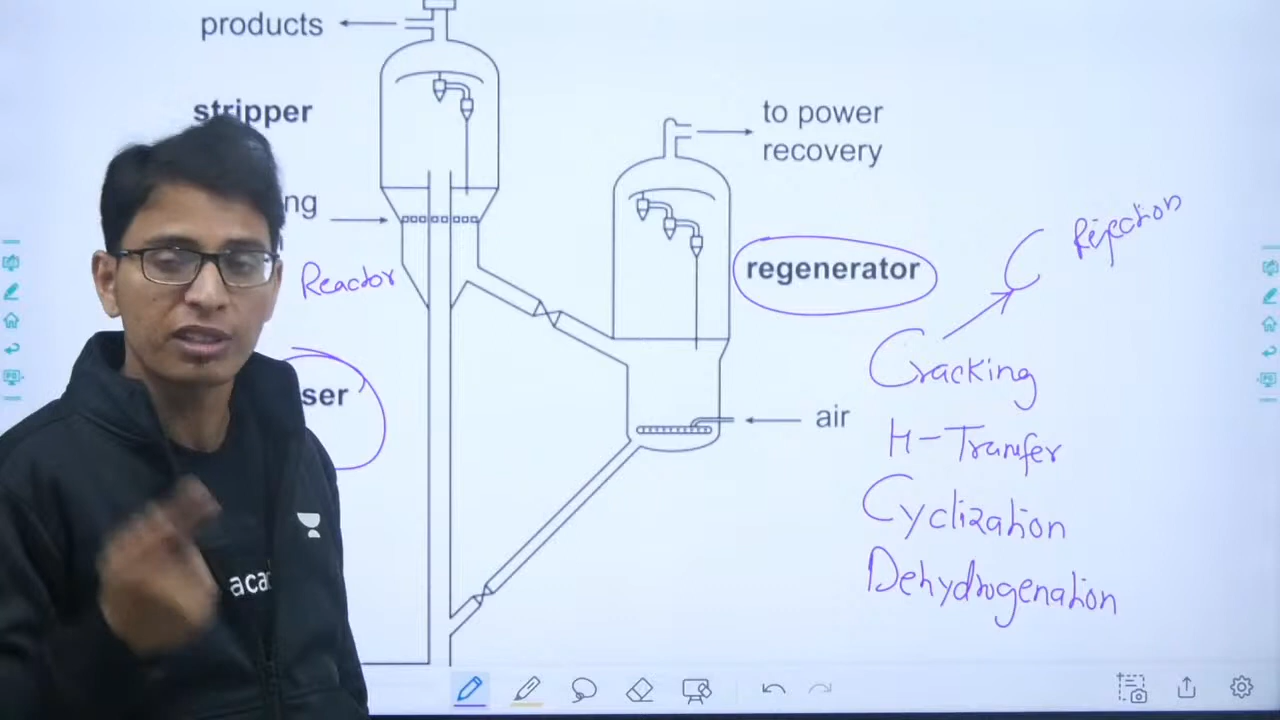 products
stripper
to power
recovery
ng
Rejection
C
regenerator
Reactor
Cracking
ser
air
H-Transfer
Cyclization
Dehydrogenation
aca